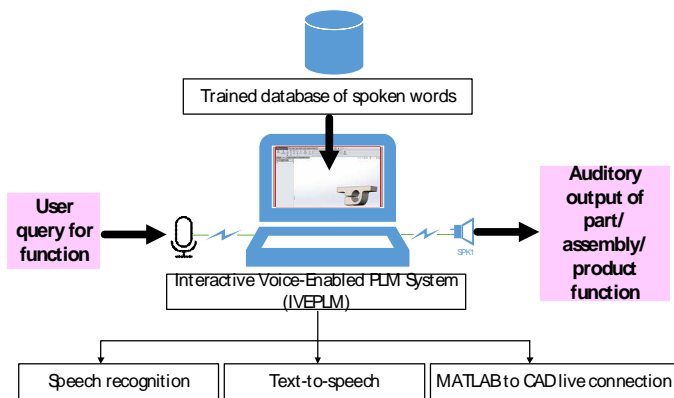 Trained database of spoken words
User
query for
function
SPK1
Auditory
output of
part/
assembly/
product
function
Interactive Voice-Enabled PLM System
(IVEPLM)
Speech recognition
Text-to-speech
MATLAB to CAD live connection